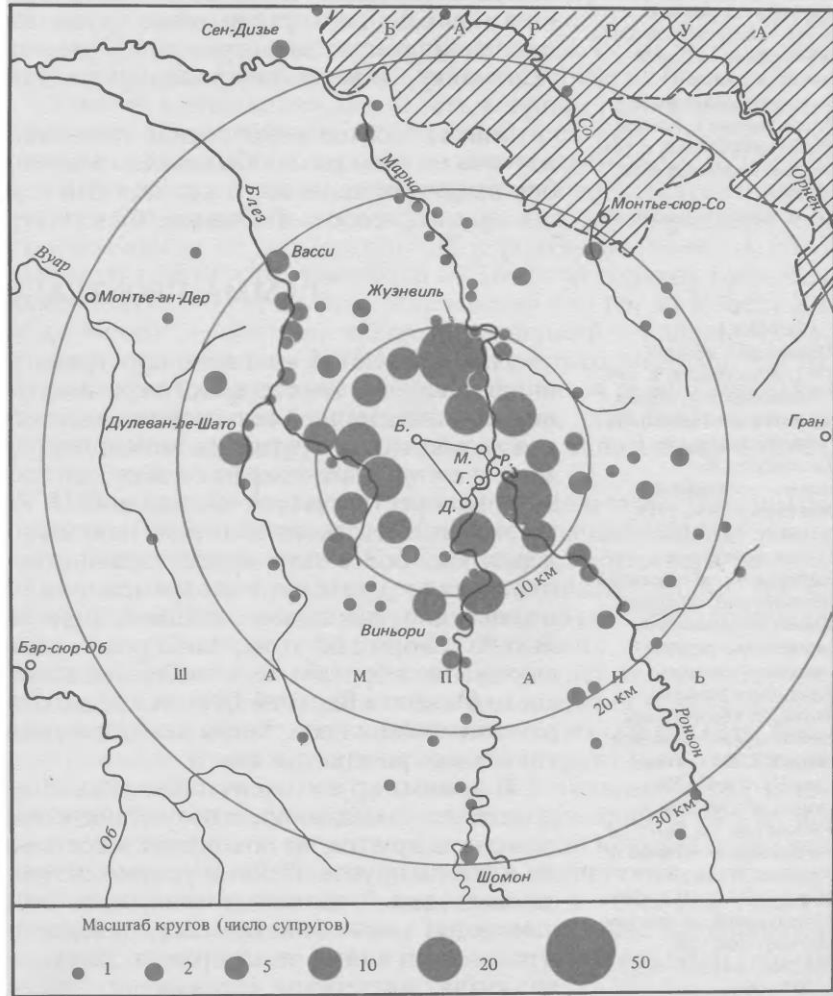 БАРРУА
Сен-Дизье
Со
Марна
Орнен
Блез
Монтье-сюр-Со
Васси
Вуар
Монтье-ан-Дер
Жуэнвиль
Дулеван-ле-Шато
Гран
Б.
М.
Р.
Г.
Д.
10 км
Виньори
Бар-сюр-Об
ШАМПАНЬ
20 км
Роньон
30 км
Об
Шомон
Масштаб кругов (число супругов)
1 2 5 10 20 50